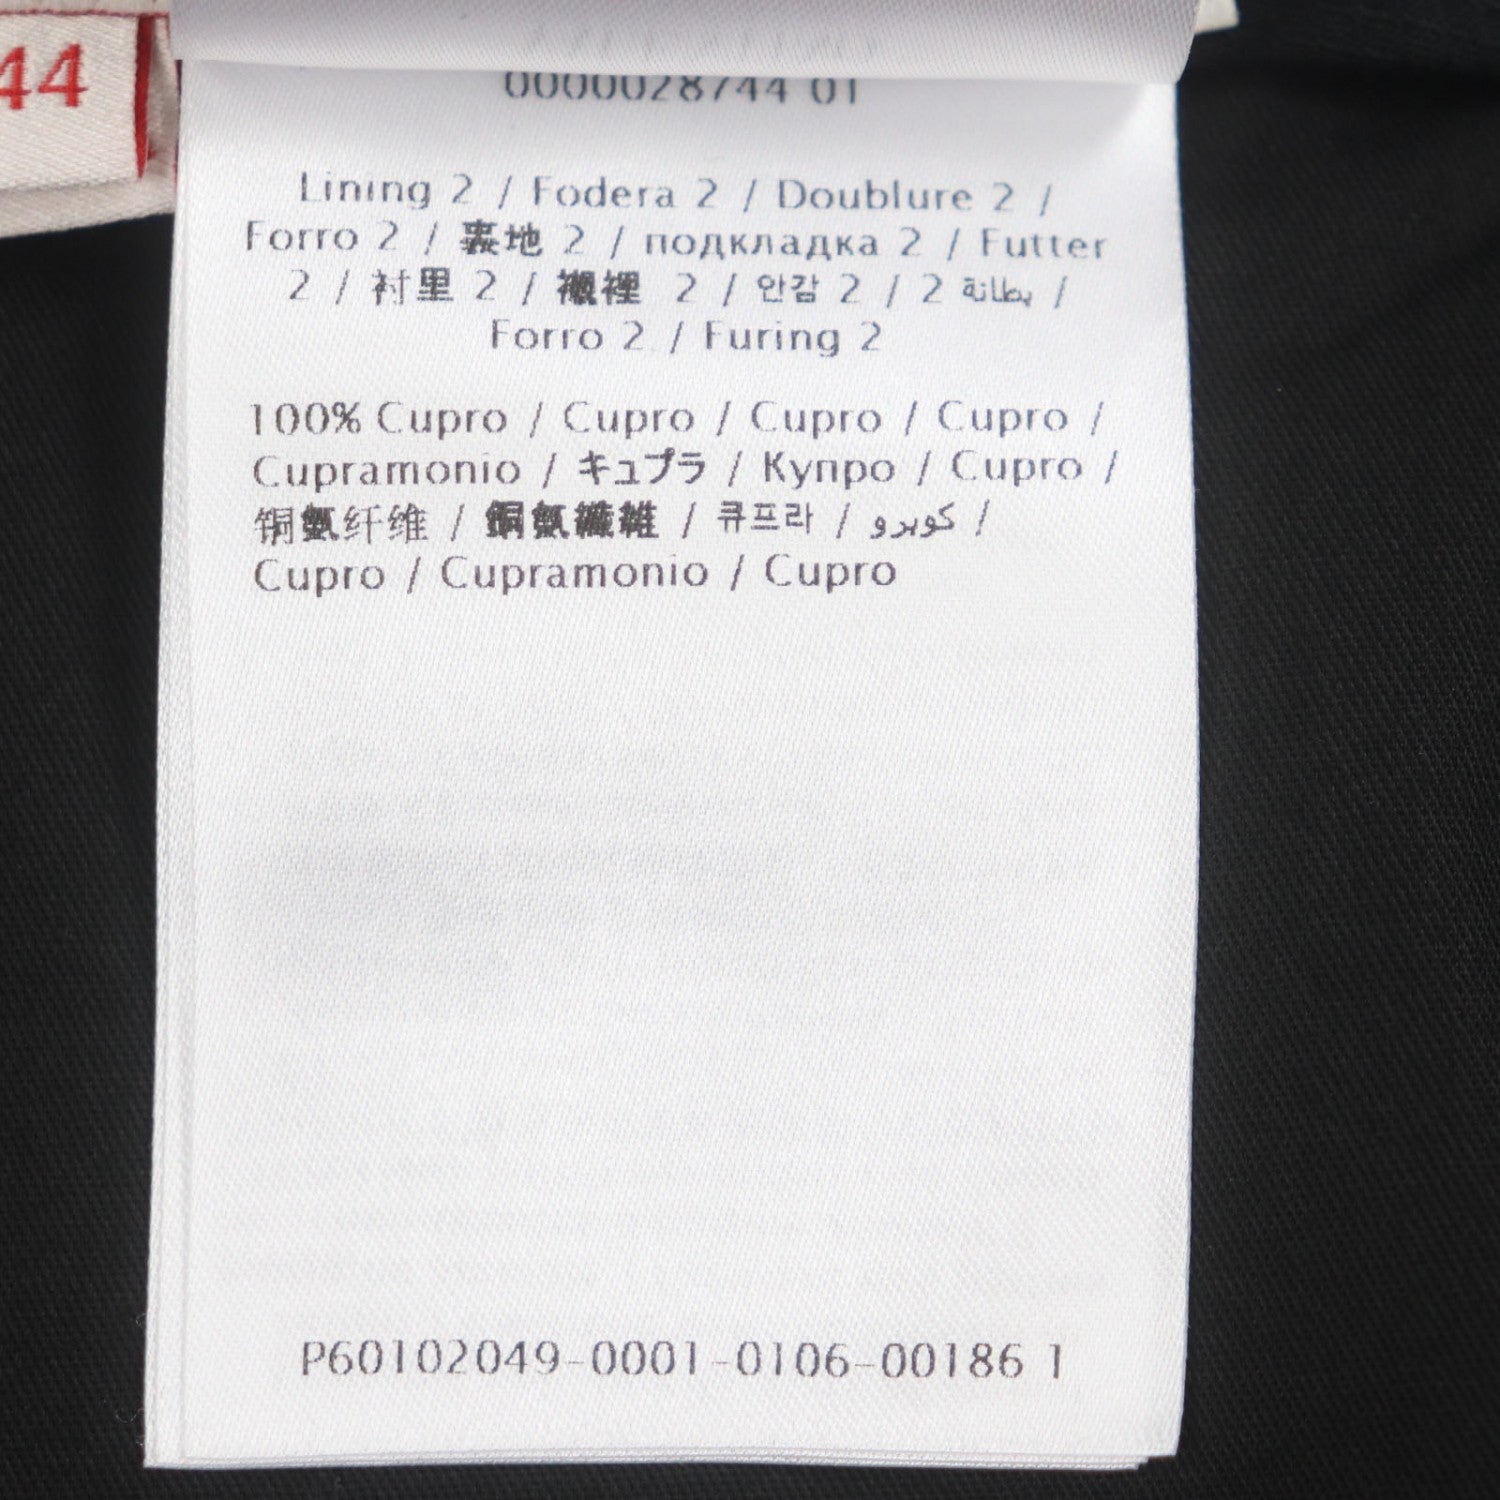 44
0000028744 01
Lining 2 / Fodera 2 / Doublure 2 /
Forro 2 / 裏地 2 / подкладка 2 / Futter
2 / 衬里 2 / 襯裡 2 / 안감 2 / 2 بطانة /
Forro 2 / Furing 2
100% Cupro / Cupro / Cupro / Cupro /
Cupramonio / キュプラ / Купро / Cupro /
铜氨纤维 / 銅氨纖維 / 큐프라 / كوبرو /
Cupro / Cupramonio / Cupro
P60102049-0001-0106-00186 1